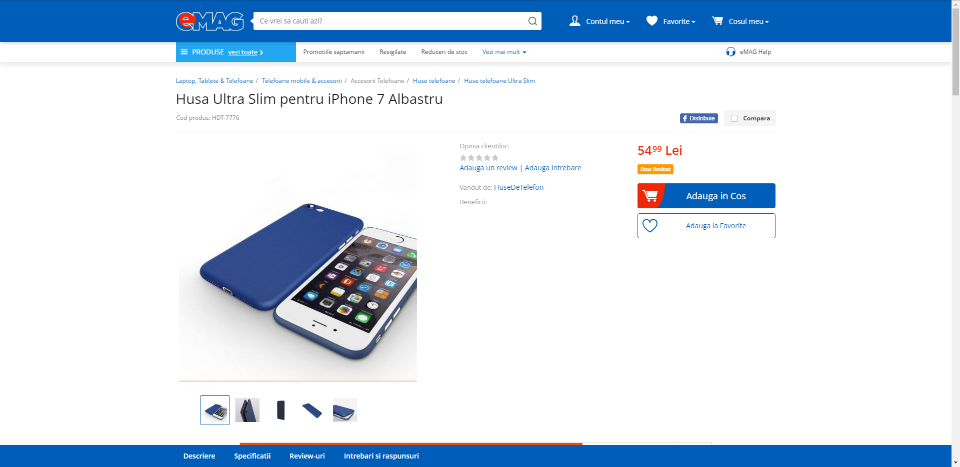 eMAG
Ce vrei sa cauti azi?
Contul meu
Favorite
Cosul meu
PRODUSE vezi toate
Promotiile saptamanii
Resigilate
Reduceri de stoc
Vezi mai mult
eMAG Help
Laptop, Tablete & Telefoane / Telefoane mobile & accesorii / Accesorii Telefoane / Huse telefoane / Huse telefoane Ultra Slim
Husa Ultra Slim pentru iPhone 7 Albastru
Cod produs: HDT-7776
Distribuie
Compara
Opinia clientilor:
Adauga un review | Adauga intrebare
Vandut de: HuseDeTelefon
Beneficii:
54⁹⁹ Lei
Stoc limitat
Adauga in Cos
Adauga la Favorite
Descriere
Specificatii
Review-uri
Intrebari si raspunsuri